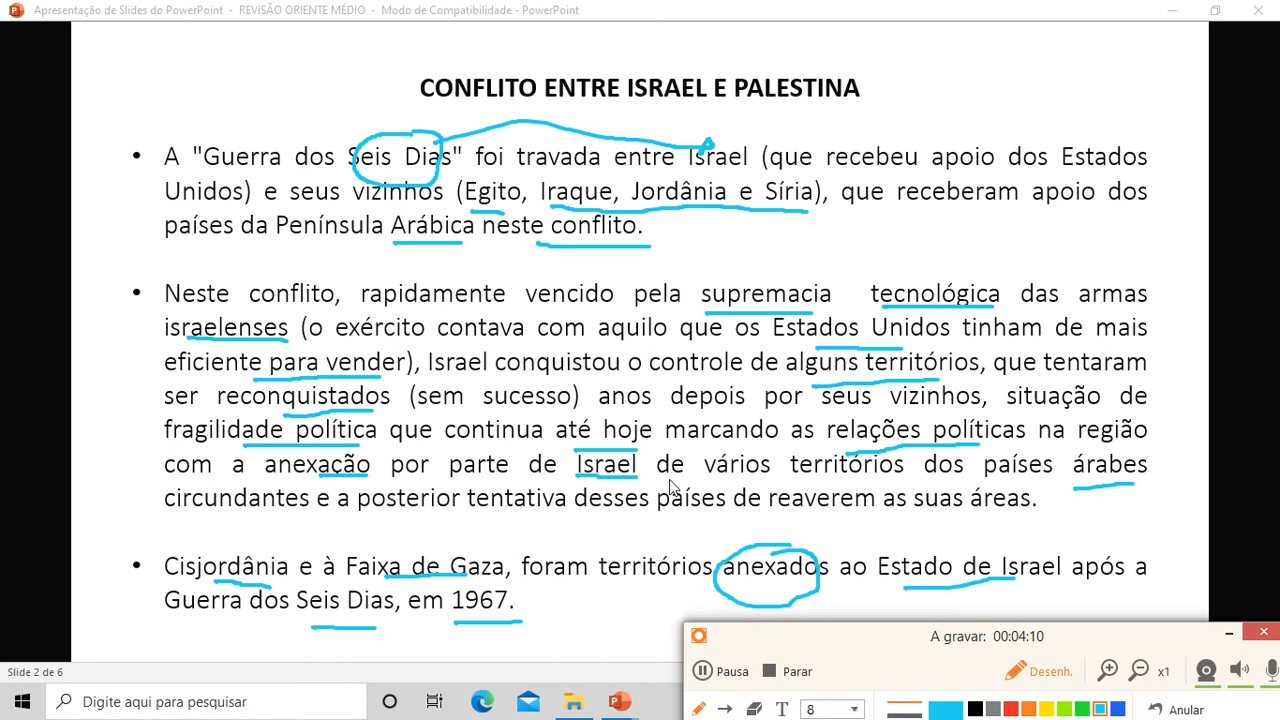 Apresentação de Slides do PowerPoint - REVISÃO ORIENTE MÉDIO - Modo de Compatibilidade - PowerPoint
CONFLITO ENTRE ISRAEL E PALESTINA
• A "Guerra dos Seis Dias" foi travada entre Israel (que recebeu apoio dos Estados
Unidos) e seus vizinhos (Egito, Iraque, Jordânia e Síria), que receberam apoio dos
países da Península Arábica neste conflito.
• Neste conflito, rapidamente vencido pela supremacia tecnológica das armas
israelenses (o exército contava com aquilo que os Estados Unidos tinham de mais
eficiente para vender), Israel conquistou o controle de alguns territórios, que tentaram
ser reconquistados (sem sucesso) anos depois por seus vizinhos, situação de
fragilidade política que continua até hoje marcando as relações políticas na região
com a anexação por parte de Israel de vários territórios dos países árabes
circundantes e a posterior tentativa desses países de reaverem as suas áreas.
• Cisjordânia e à Faixa de Gaza, foram territórios anexados ao Estado de Israel após a
Guerra dos Seis Dias, em 1967.
A gravar: 00:04:10
Slide 2 de 6
Pausa Parar Desenh. x1
Digite aqui para pesquisar
T 8 Anular